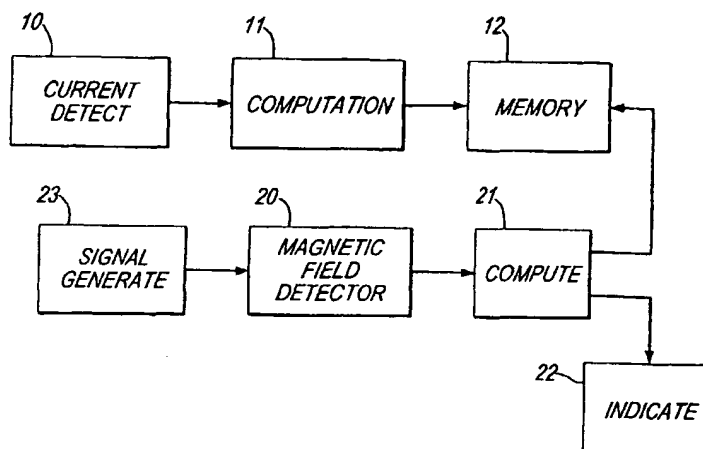 10
11
12
CURRENT
DETECT
COMPUTATION
MEMORY
23
20
21
SIGNAL
GENERATE
MAGNETIC
FIELD
DETECTOR
COMPUTE
22
INDICATE